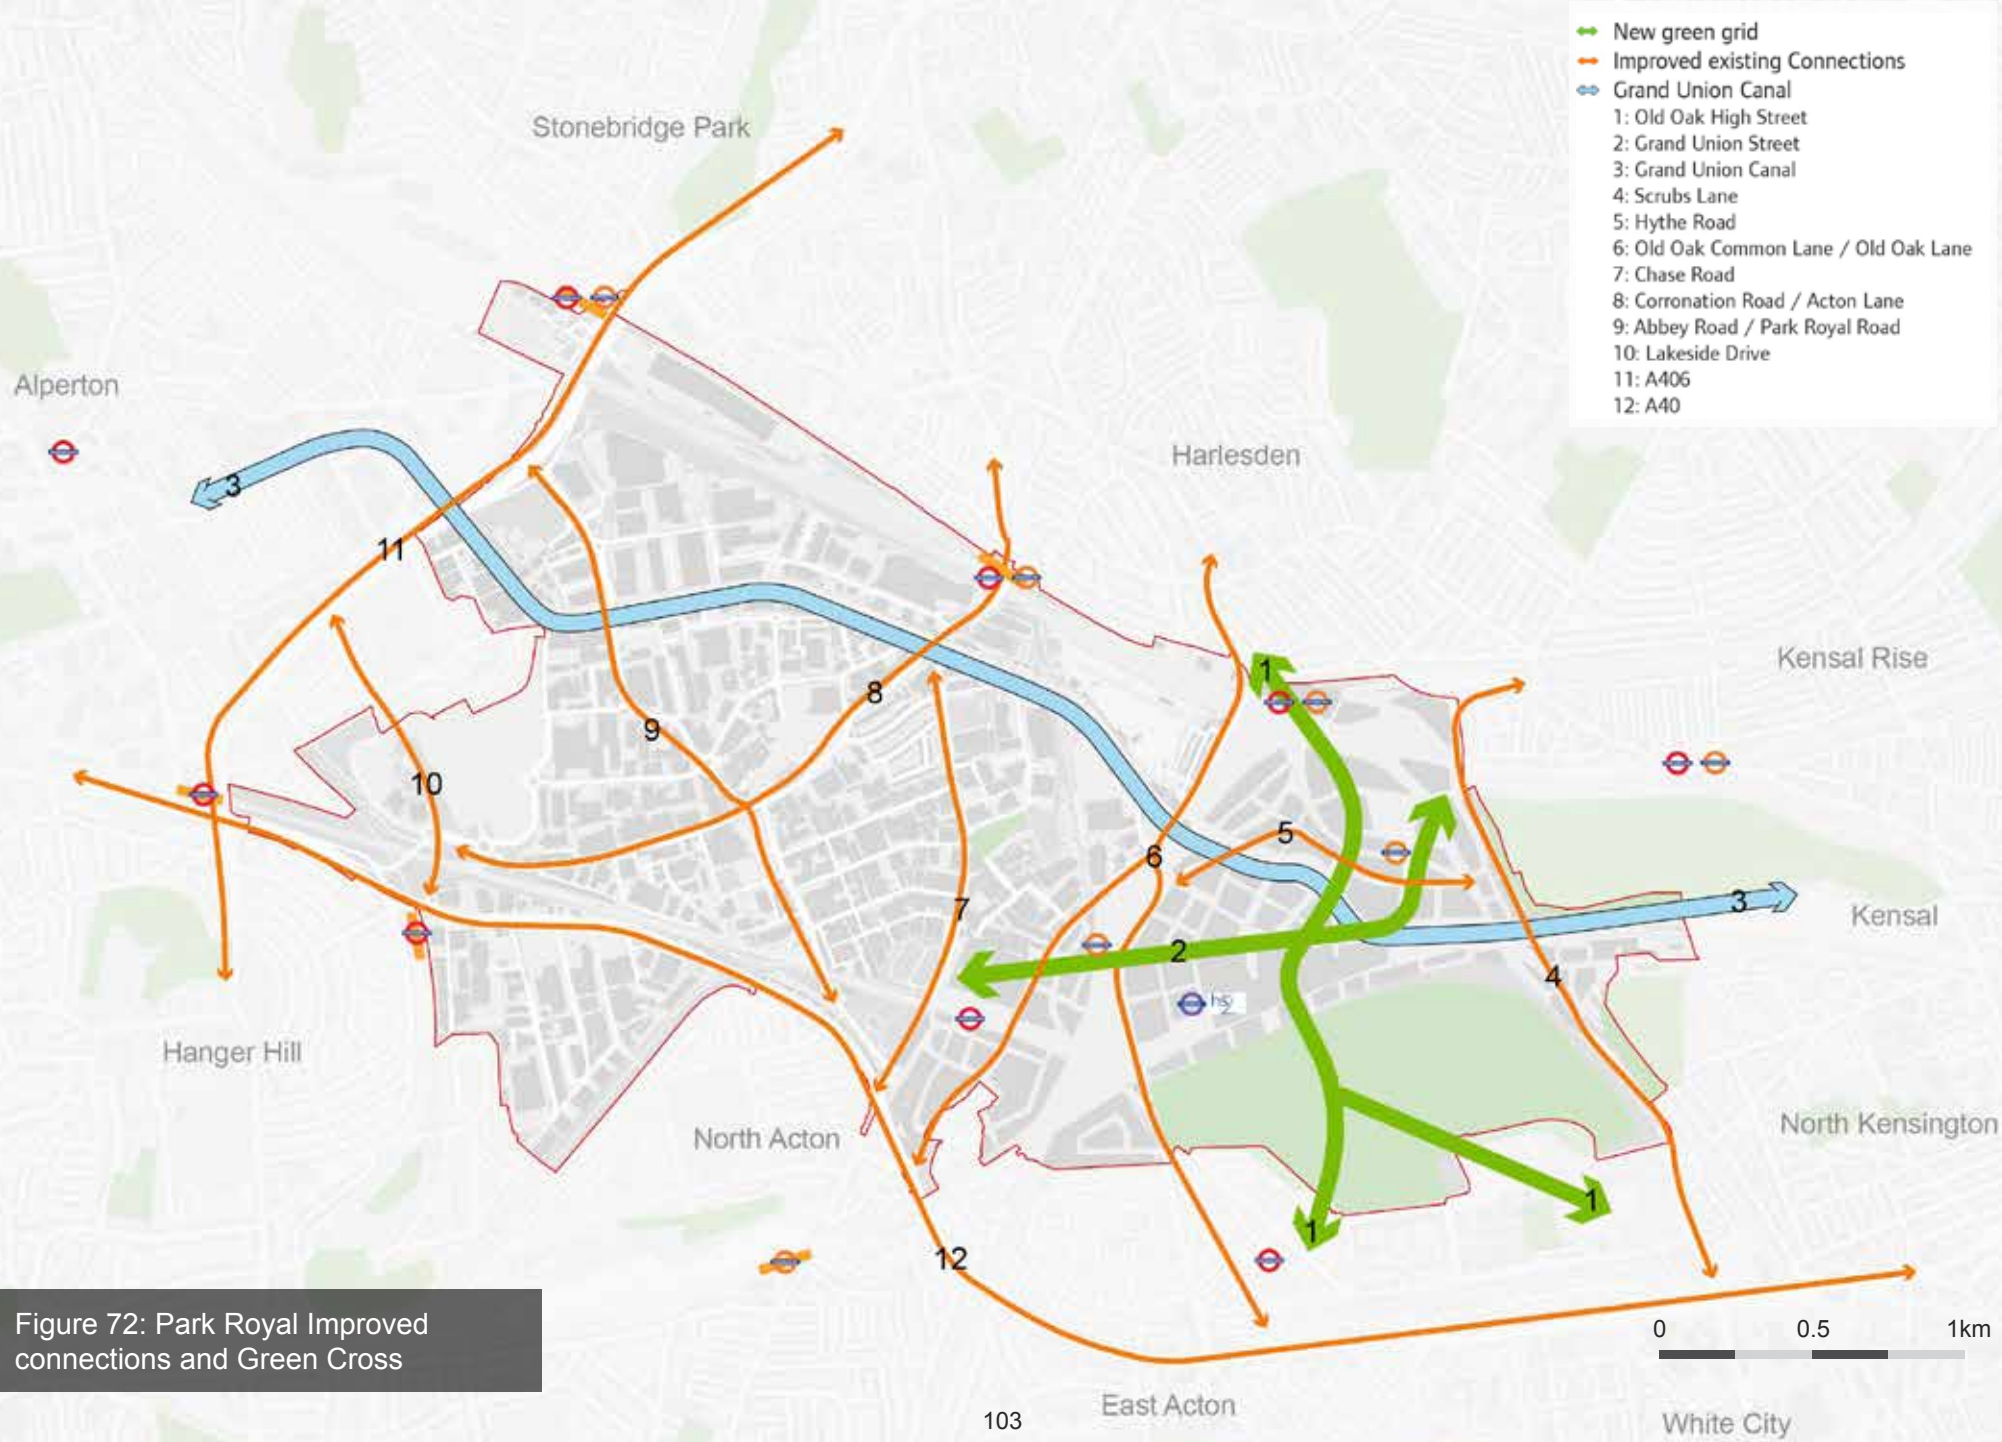 New green grid
Improved existing Connections
Grand Union Canal
1: Old Oak High Street
2: Grand Union Street
3: Grand Union Canal
4: Scrubs Lane
5: Hythe Road
6: Old Oak Common Lane / Old Oak Lane
7: Chase Road
8: Corronation Road / Acton Lane
9: Abbey Road / Park Royal Road
10: Lakeside Drive
11: A406
12: A40
Stonebridge Park
Alperton
Harlesden
3
11
1
Kensal Rise
8
9
10
5
6
3
7
Kensal
2
4
hs2
Hanger Hill
North Acton
North Kensington
1
1
12
Figure 72: Park Royal Improved
connections and Green Cross
0 0.5 1km
East Acton
103
White City